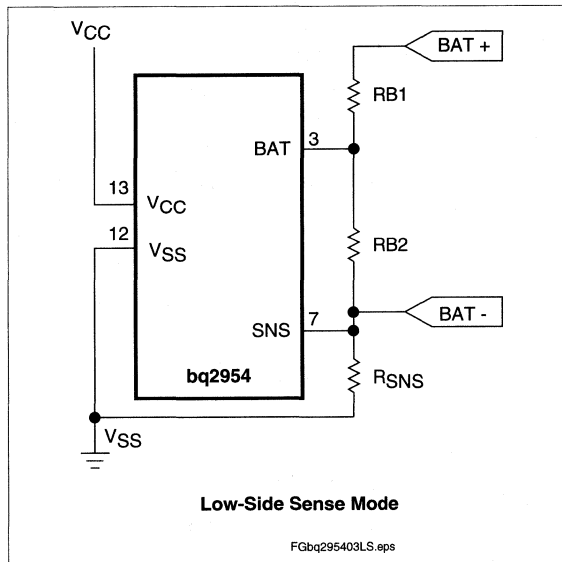 VCC
BAT +
RB1
BAT 3
13 VCC
12 VSS
RB2
BAT -
SNS 7
bq2954
RSNS
VSS
Low-Side Sense Mode
FGbq295403LS.eps